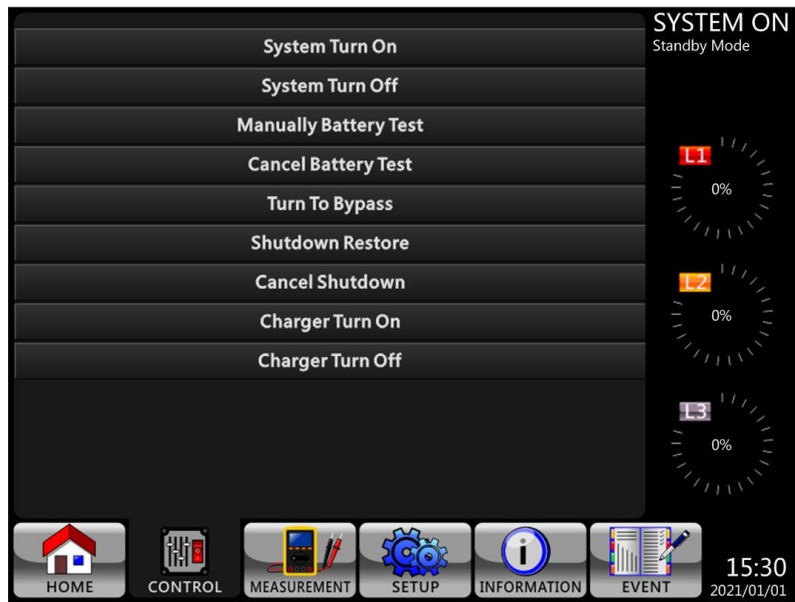 SYSTEM ON
Standby Mode
System Turn On
System Turn Off
Manually Battery Test
Cancel Battery Test
Turn To Bypass
Shutdown Restore
Cancel Shutdown
Charger Turn On
Charger Turn Off
L1
0%
L2
0%
L3
0%
HOME
CONTROL
MEASUREMENT
SETUP
INFORMATION
EVENT
15:30
2021/01/01